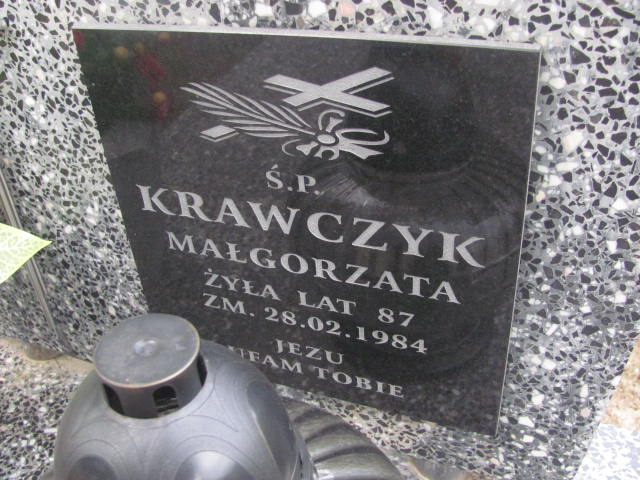 Ś.P.
KRAWCZYK
MAŁGORZATA
ŻYŁA LAT 87
ZM. 28.02.1984
JEZU
UFAM TOBIE